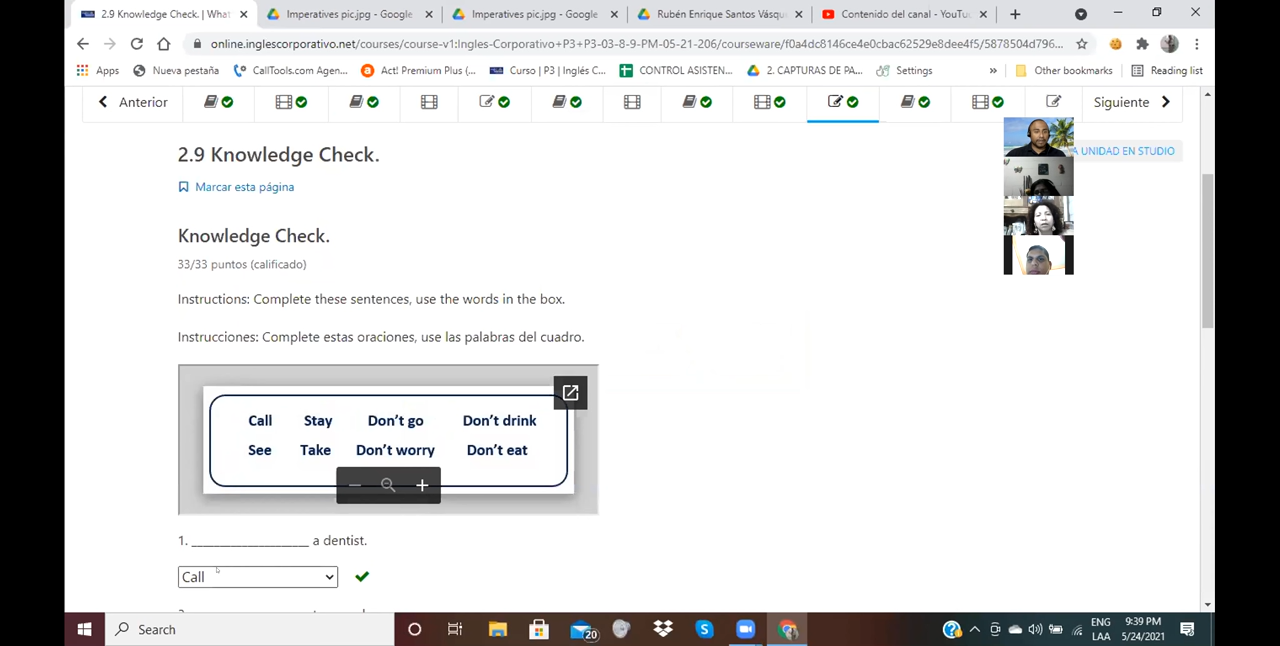 2.9 Knowledge Check. | What
Imperatives pic.jpg - Google
Imperatives pic.jpg - Google
Rubén Enrique Santos Vásqu
Contenido del canal - YouTu
online.inglescorporativo.net/courses/course-v1:Ingles-Corporativo+P3+P3-03-8-9-PM-05-21-206/courseware/f0a4dc8146ce4e0cbac62529e8dee4f5/5878504d796...
Apps
Nueva pestaña
CallTools.com Agen...
Act! Premium Plus (...
Curso | P3 | Inglés C...
CONTROL ASISTEN...
2. CAPTURAS DE PA...
Settings
»
Other bookmarks
Reading list
Anterior
Siguiente
2.9 Knowledge Check.
A UNIDAD EN STUDIO
Marcar esta página
Knowledge Check.
33/33 puntos (calificado)
Instructions: Complete these sentences, use the words in the box.
Instrucciones: Complete estas oraciones, use las palabras del cuadro.
Call Stay Don't go Don't drink
See Take Don't worry Don't eat
1. ____________________ a dentist.
Call
Search
20
ENG
LAA
9:39 PM
5/24/2021